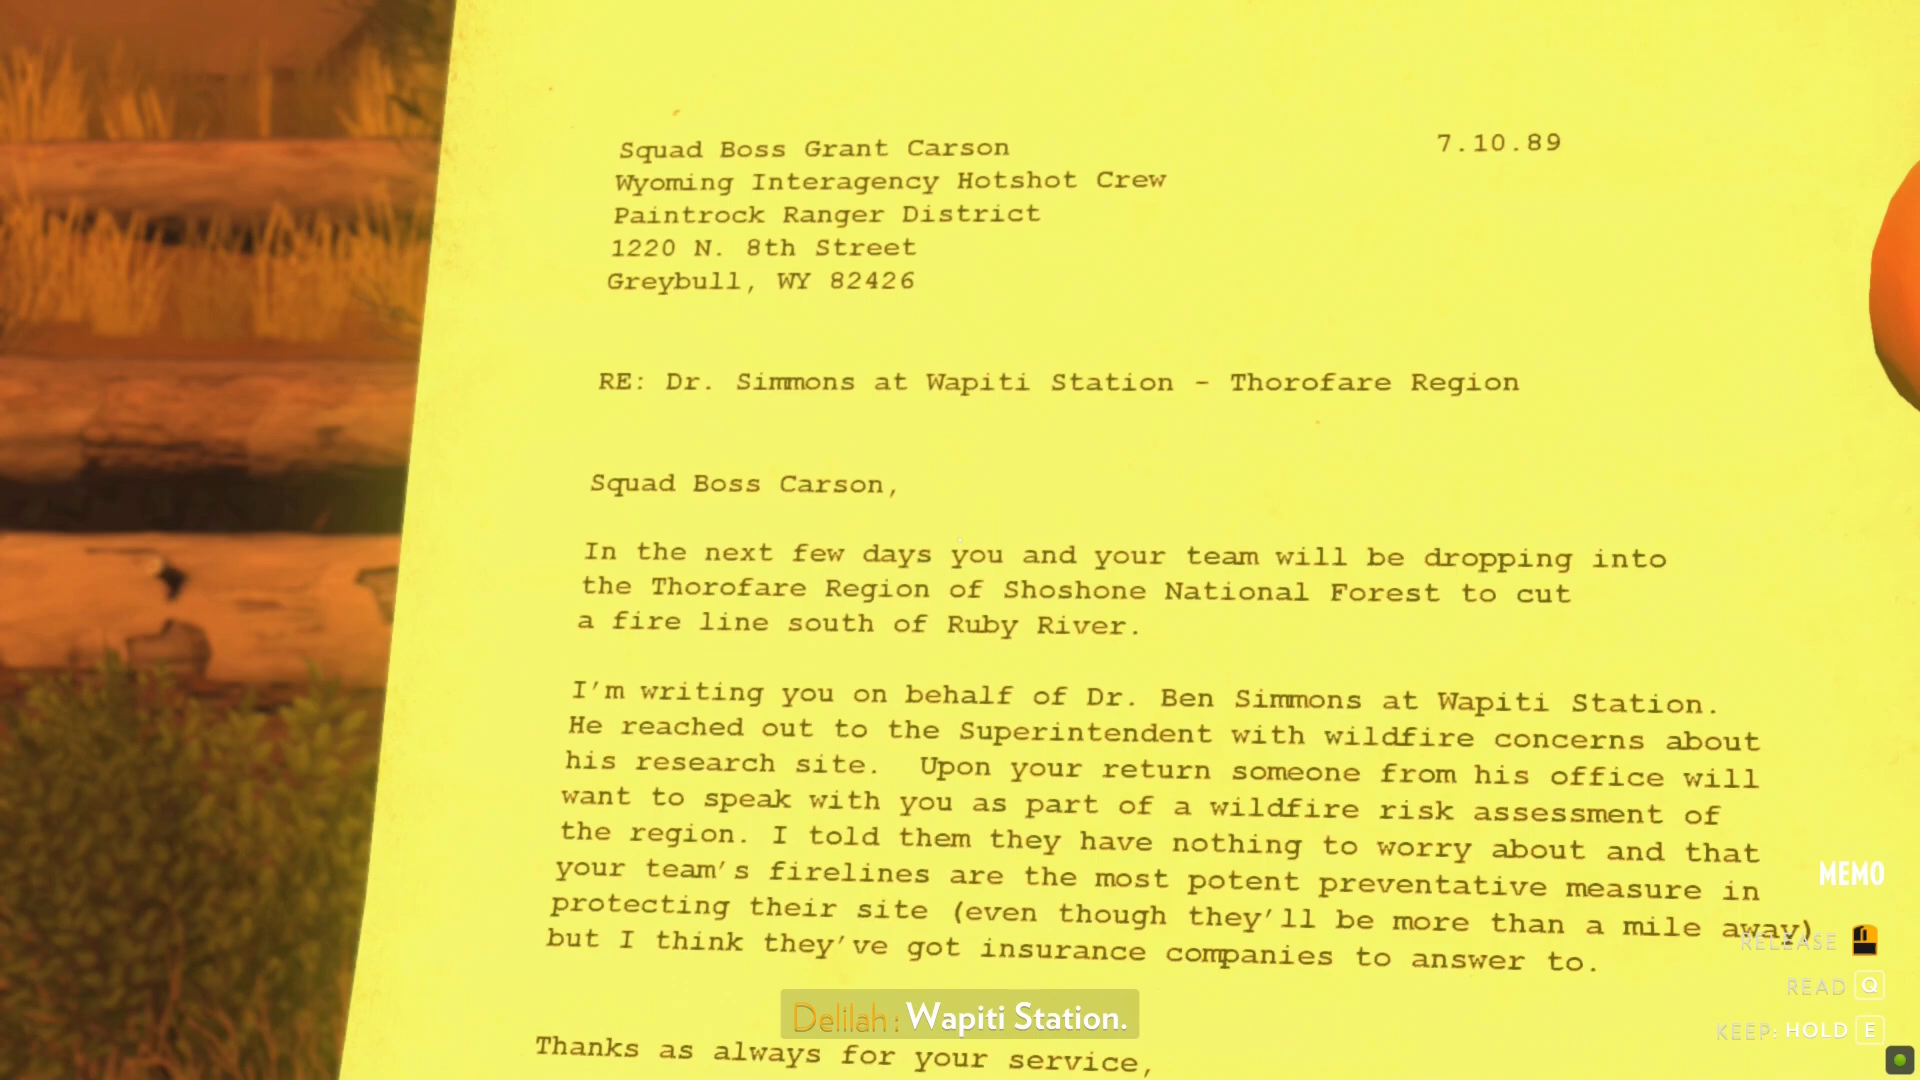 Squad Boss Grant Carson
7.10.89
Wyoming Interagency Hotshot Crew
Paintrock Ranger District
1220 N. 8th Street
Greybull, WY 82426
RE: Dr. Simmons at Wapiti Station - Thorofare Region
Squad Boss Carson,
In the next few days you and your team will be dropping into
the Thorofare Region of Shoshone National Forest to cut
a fire line south of Ruby River.
I'm writing you on behalf of Dr. Ben Simmons at Wapiti Station.
He reached out to the Superintendent with wildfire concerns about
his research site.  Upon your return someone from his office will
want to speak with you as part of a wildfire risk assessment of
the region. I told them they have nothing to worry about and that
your team's firelines are the most potent preventative measure in
protecting their site (even though they'll be more than a mile away)
but I think they've got insurance companies to answer to.
Thanks as always for your service,
Delilah: Wapiti Station.
MEMO
RELEASE
READ Q
KEEP: HOLD E